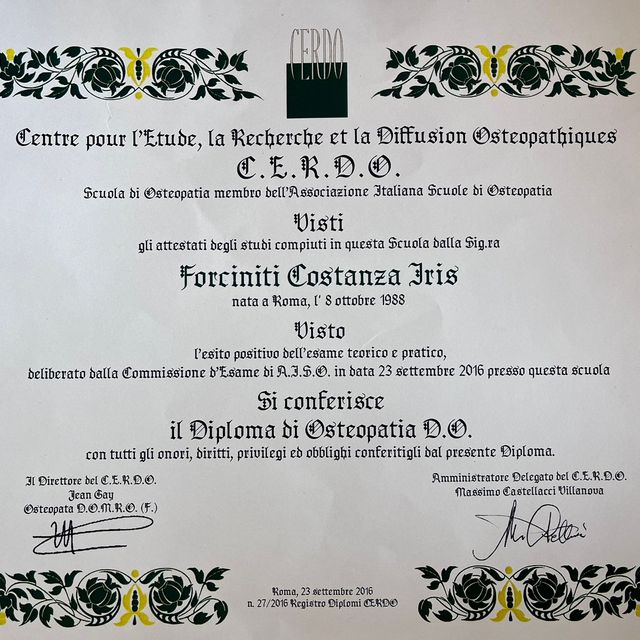 CERDO
Centre pour l'Etude, la Recherche et la Diffusion Osteopathiques
C.E.R.D.O.
Scuola di Osteopatia membro dell'Associazione Italiana Scuole di Osteopatia
Visti
gli attestati degli studi compiuti in questa Scuola dalla Sig.ra
Forciniti Costanza Iris
nata a Roma, l' 8 ottobre 1988
Visto
l'esito positivo dell'esame teorico e pratico,
deliberato dalla Commissione d'Esame di A.I.S.O. in data 23 settembre 2016 presso questa scuola
Si conferisce
il Diploma di Osteopatia D.O.
con tutti gli onori, diritti, privilegi ed obblighi conferitigli dal presente Diploma.
Il Direttore del C.E.R.D.O.
Jean Gay
Osteopata D.O.M.R.O. (F.)
Amministratore Delegato del C.E.R.D.O.
Massimo Castellacci Villanova
Roma, 23 settembre 2016
n. 27/2016 Registro Diplomi CERDO